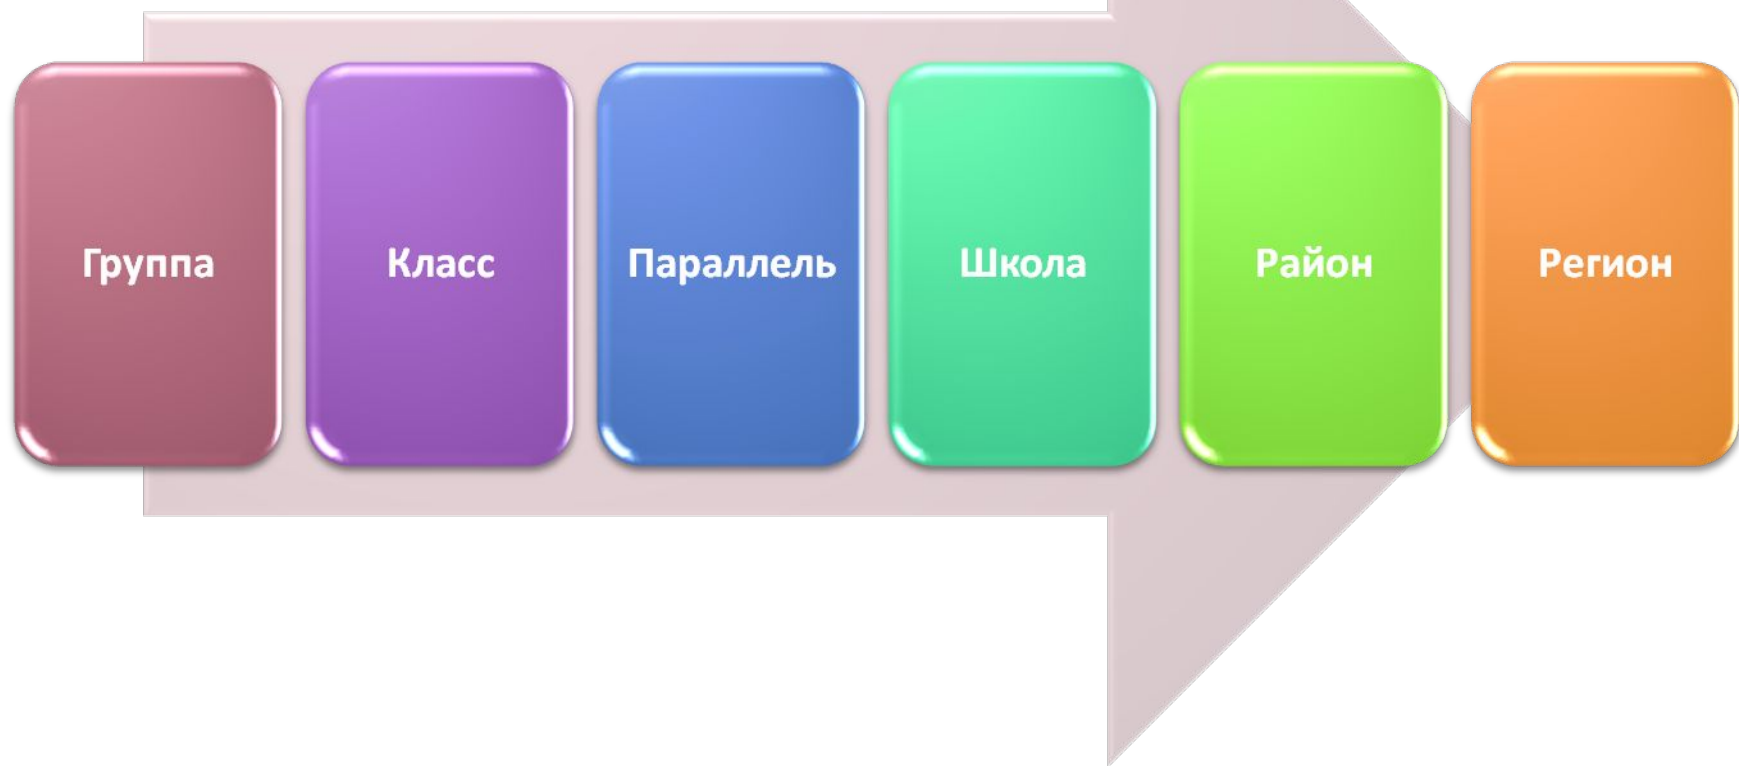 Группа
Класс
Параллель
Школа
Район
Регион